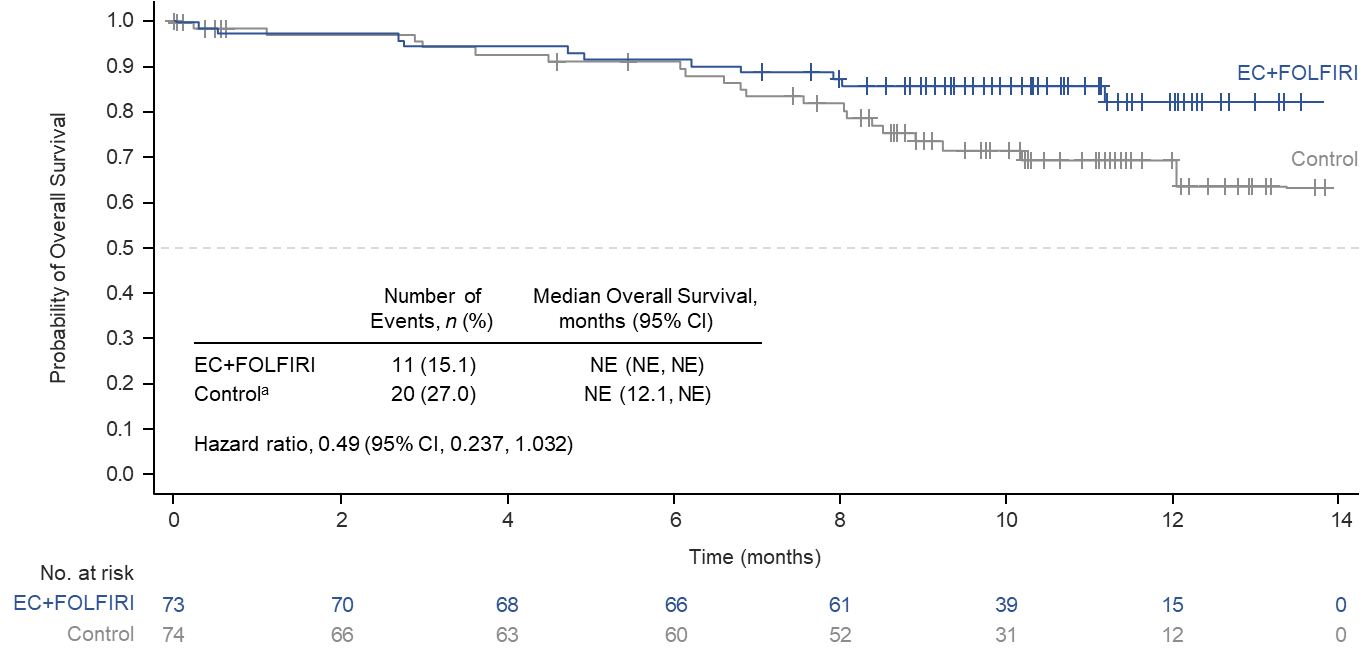 1.0
0.9
0.8
0.7
0.6
0.5
0.4
0.3
0.2
0.1
0.0
Probability of Overall Survival
EC+FOLFIRI
Control
Number of Median Overall Survival,
Events, n (%) months (95% CI)
EC+FOLFIRI 11 (15.1) NE (NE, NE)
Controlᵃ 20 (27.0) NE (12.1, NE)
Hazard ratio, 0.49 (95% CI, 0.237, 1.032)
0 2 4 6 8 10 12 14
Time (months)
No. at risk
EC+FOLFIRI 73 70 68 66 61 39 15 0
Control 74 66 63 60 52 31 12 0